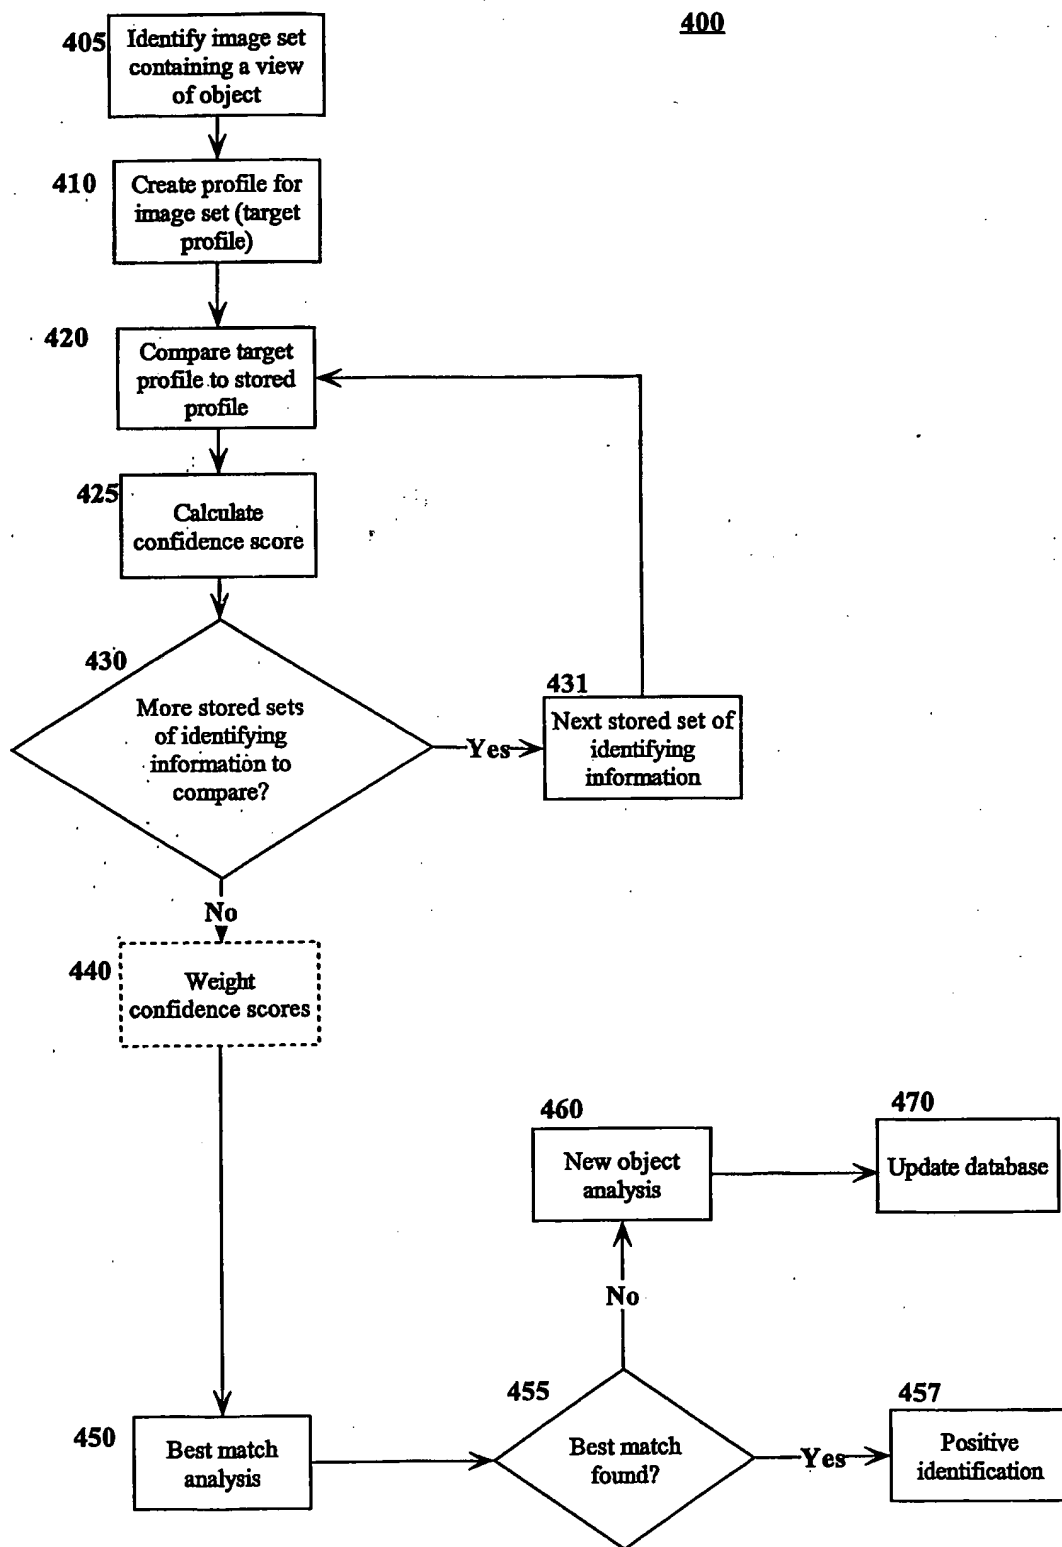 400
405
Identify image set
containing a view
of object
410
Create profile for
image set (target
profile)
420
Compare target
profile to stored
profile
425
Calculate
confidence score
430
More stored sets
of identifying
information to
compare?
Yes
431
Next stored set of
identifying
information
No
440
Weight
confidence scores
460
New object
analysis
470
Update database
No
450
Best match
analysis
455
Best match
found?
Yes
457
Positive
identification